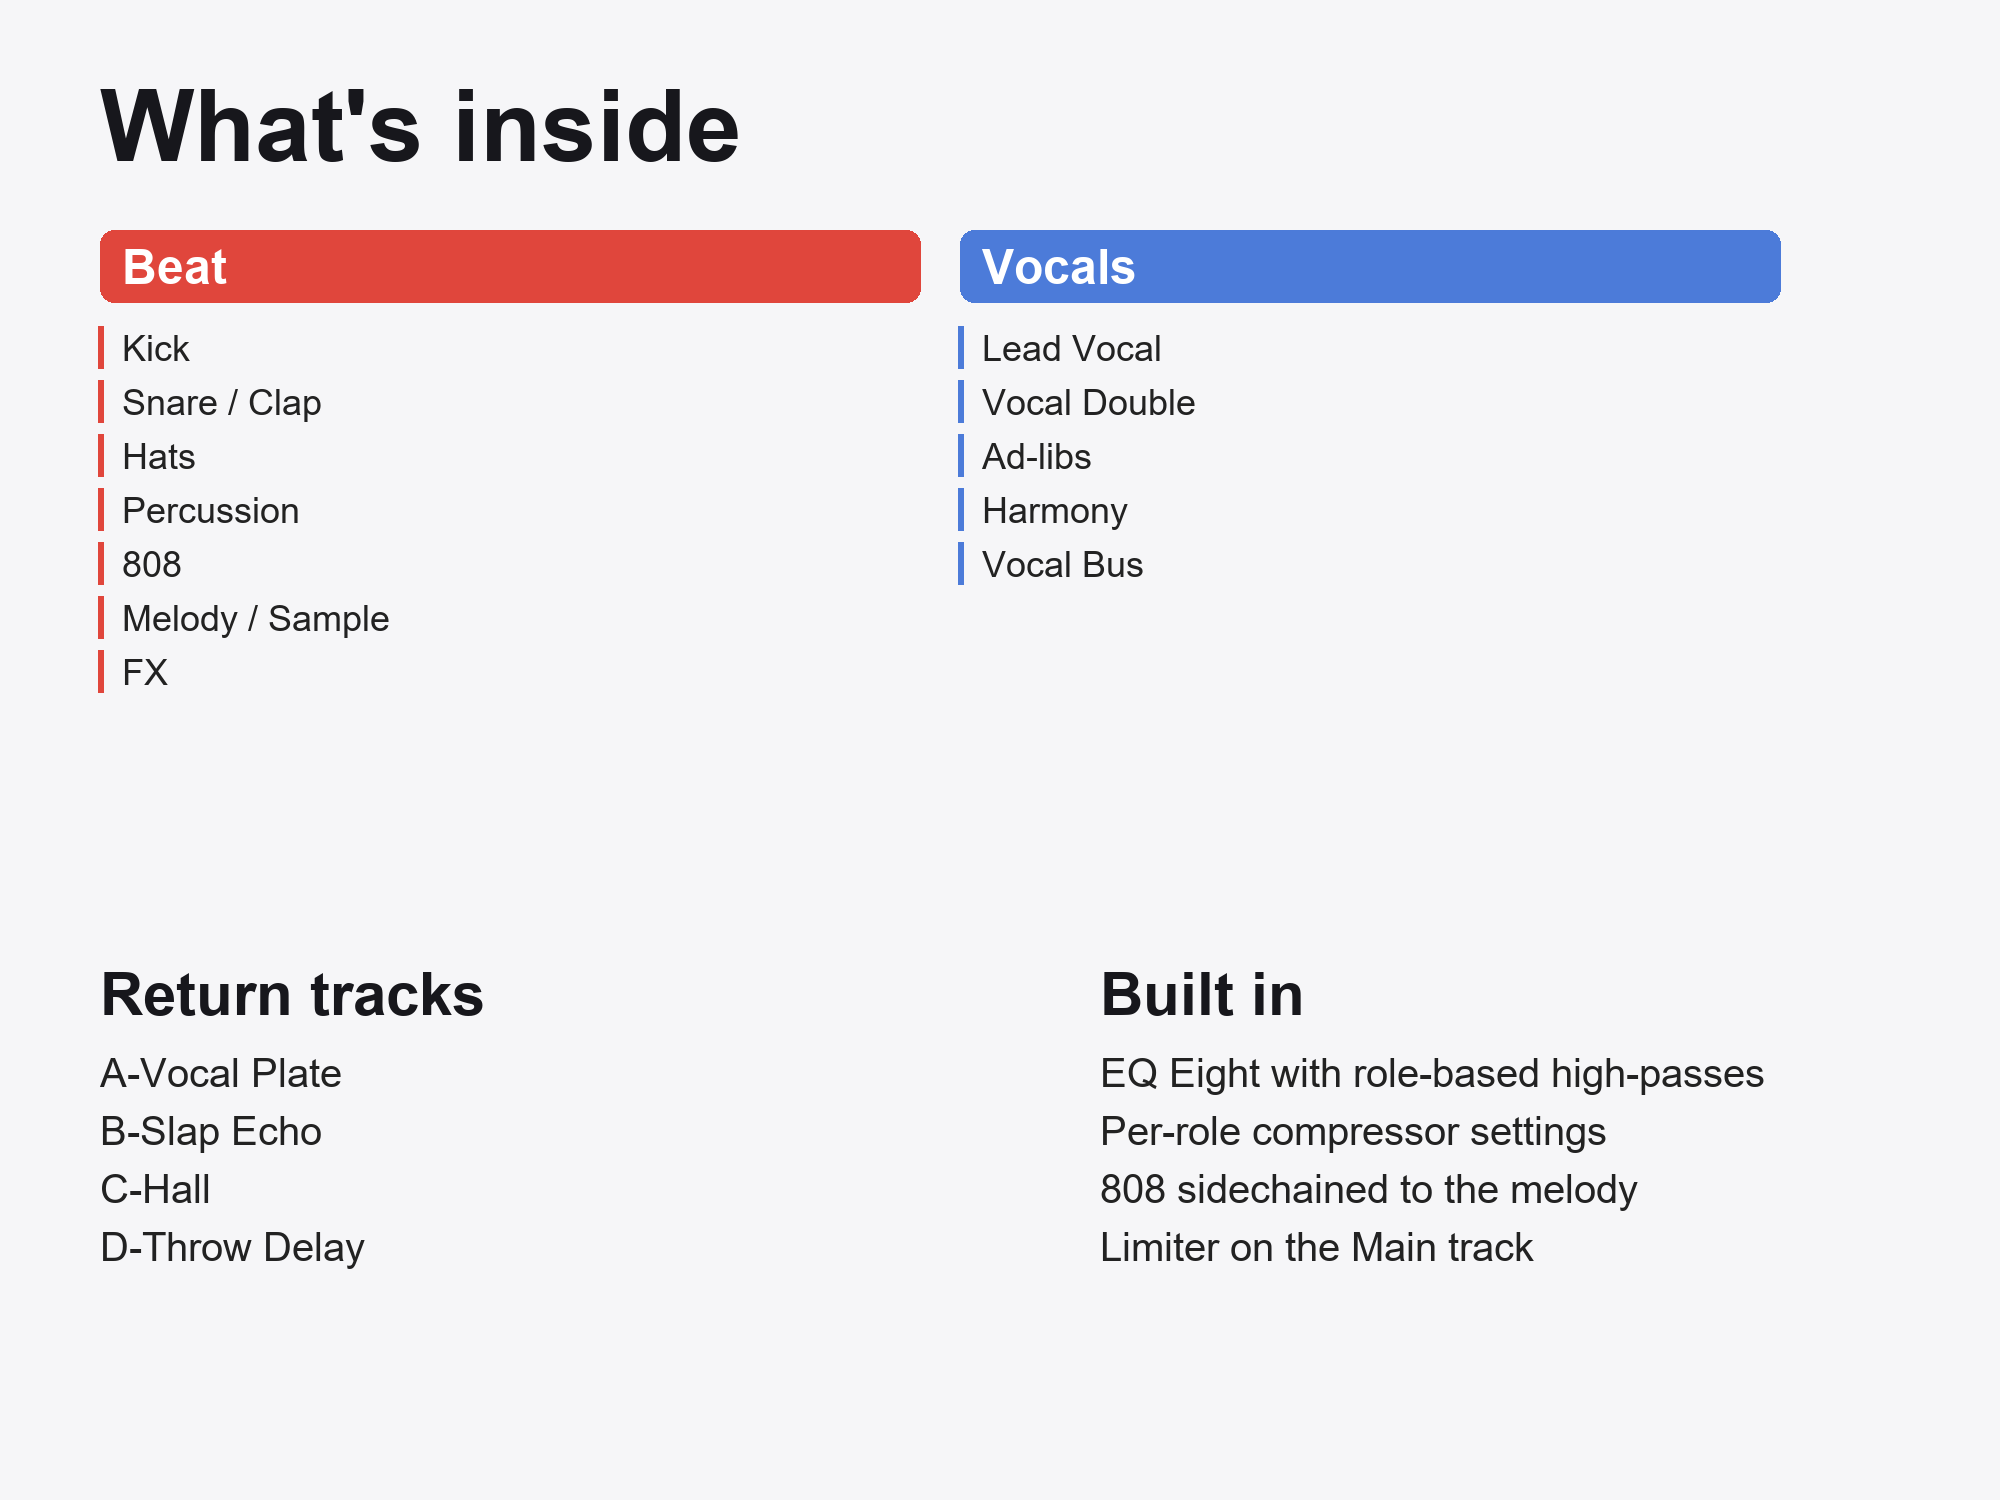 What's inside
Beat
Kick
Snare / Clap
Hats
Percussion
808
Melody / Sample
FX
Vocals
Lead Vocal
Vocal Double
Ad-libs
Harmony
Vocal Bus
Return tracks
A-Vocal Plate
B-Slap Echo
C-Hall
D-Throw Delay
Built in
EQ Eight with role-based high-passes
Per-role compressor settings
808 sidechained to the melody
Limiter on the Main track